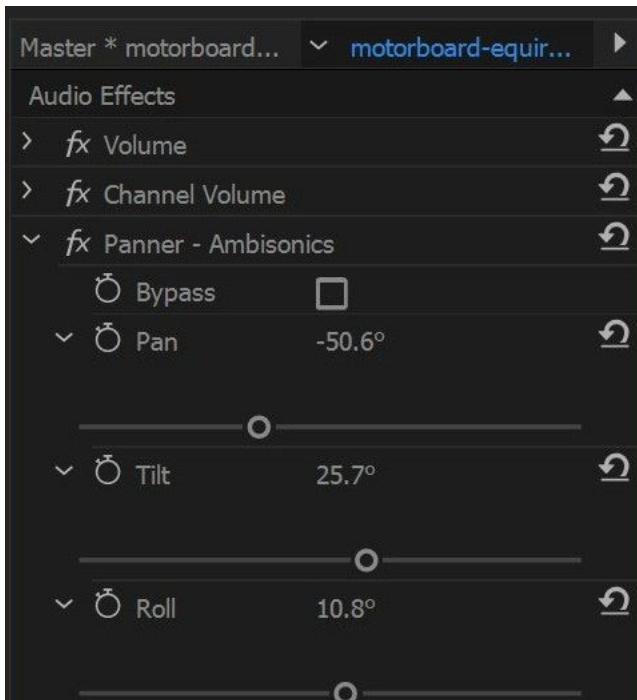 Master * motorboard... motorboard-equir...
Audio Effects
fx Volume
fx Channel Volume
fx Panner - Ambisonics
Bypass
Pan -50.6°
Tilt 25.7°
Roll 10.8°